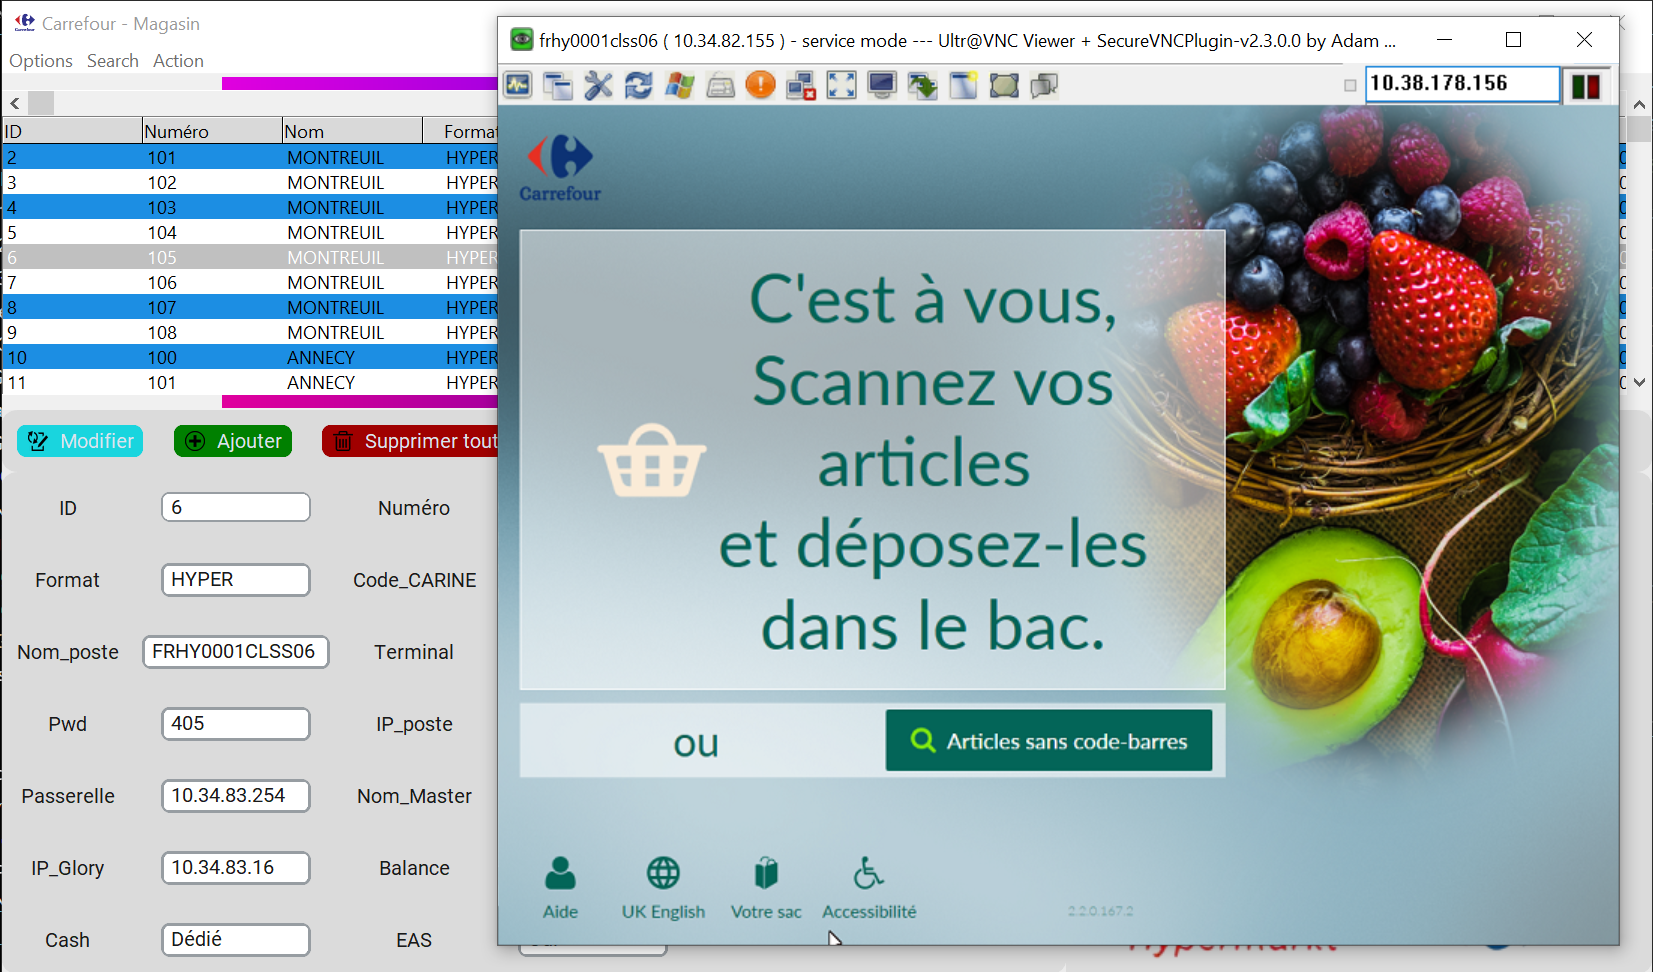 Carrefour - Magasin
Options Search Action
ID Numéro Nom Format
2 101 MONTREUIL HYPER
3 102 MONTREUIL HYPER
4 103 MONTREUIL HYPER
5 104 MONTREUIL HYPER
6 105 MONTREUIL HYPER
7 106 MONTREUIL HYPER
8 107 MONTREUIL HYPER
9 108 MONTREUIL HYPER
10 100 ANNECY HYPER
11 101 ANNECY HYPER
Modifier Ajouter Supprimer tout
ID 6 Numéro
Format HYPER Code_CARINE
Nom_poste FRHY0001CLSS06 Terminal
Pwd 405 IP_poste
Passerelle 10.34.83.254 Nom_Master
IP_Glory 10.34.83.16 Balance
Cash Dédié EAS
frhy0001clss06 ( 10.34.82.155 ) - service mode --- Ultr@VNC Viewer + SecureVNCPlugin-v2.3.0.0 by Adam ...
10.38.178.156
Carrefour
C'est à vous,
Scannez vos
articles
et déposez-les
dans le bac.
ou
Articles sans code-barres
Aide UK English Votre sac Accessibilité
2.2.0.167.2
Hypermarkt